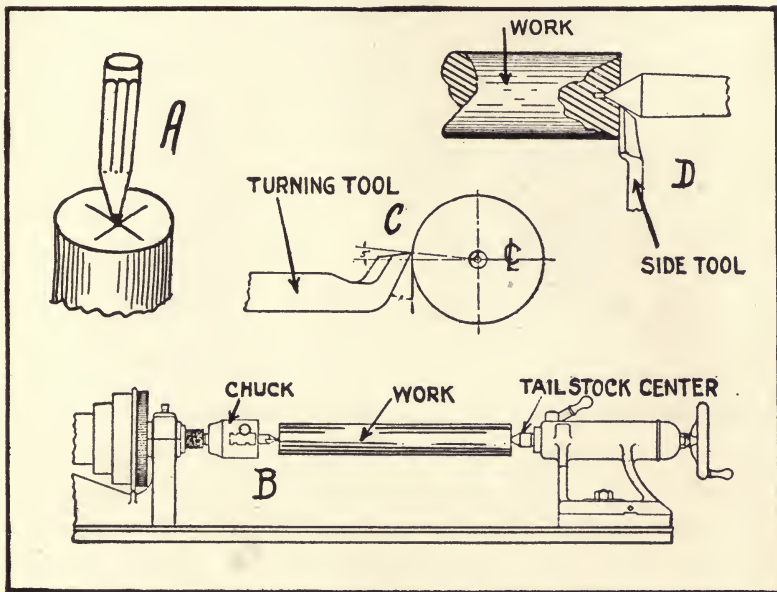 WORK
A
D
TURNING TOOL
C
℄
SIDE TOOL
CHUCK
WORK
TAILSTOCK CENTER
B